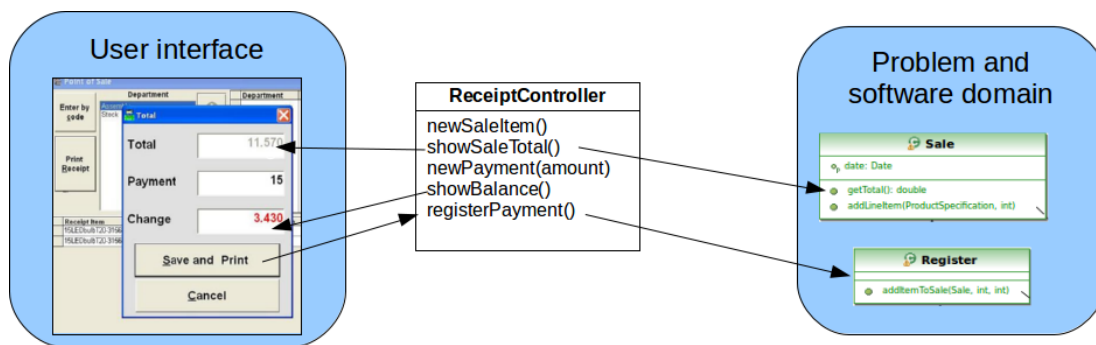 User interface
Point of Sale
Department
Department
Enter by
code
Stock
Print
Receipt
Total
Total
11.570
Payment
15
Change
3.430
Receipt Item
Save and Print
Cancel
ReceiptController
newSaleItem()
showSaleTotal()
newPayment(amount)
showBalance()
registerPayment()
Problem and
software domain
Sale
date: Date
getTotal(): double
addLineItem(ProductSpecification, int)
Register
addItemToSale(Sale, int, int)